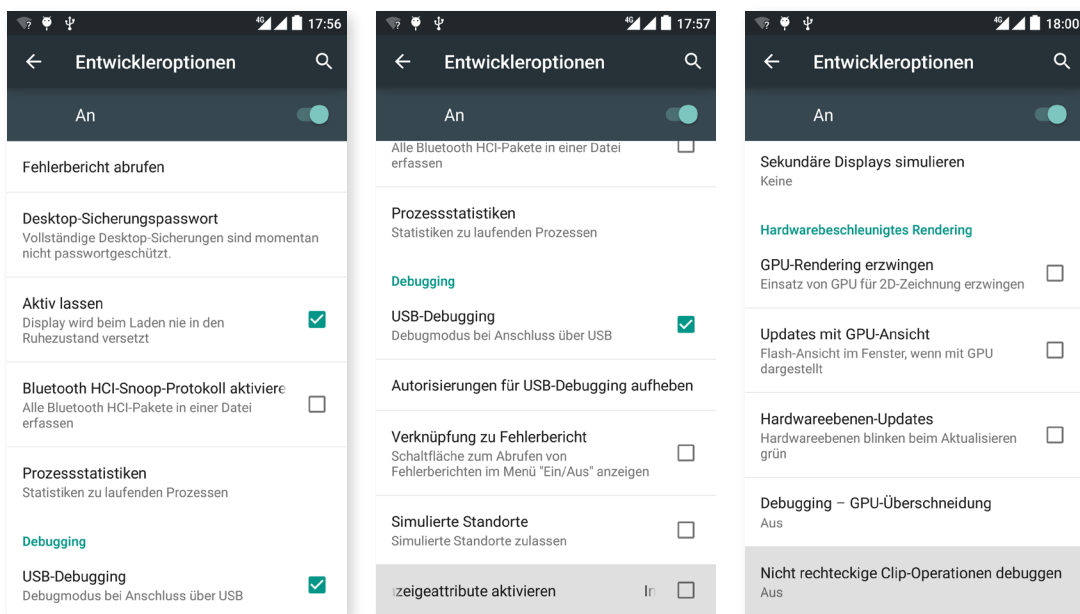 4G 17:56
Entwickleroptionen
An
Fehlerbericht abrufen
Desktop-Sicherungspasswort
Vollständige Desktop-Sicherungen sind momentan
nicht passwortgeschützt.
Aktiv lassen
Display wird beim Laden nie in den
Ruhezustand versetzt
Bluetooth HCI-Snoop-Protokoll aktiviere
Alle Bluetooth HCI-Pakete in einer Datei
erfassen
Prozessstatistiken
Statistiken zu laufenden Prozessen
Debugging
USB-Debugging
Debugmodus bei Anschluss über USB
4G 17:57
Entwickleroptionen
An
Alle Bluetooth HCI-Pakete in einer Datei
erfassen
Prozessstatistiken
Statistiken zu laufenden Prozessen
Debugging
USB-Debugging
Debugmodus bei Anschluss über USB
Autorisierungen für USB-Debugging aufheben
Verknüpfung zu Fehlerbericht
Schaltfläche zum Abrufen von
Fehlerberichten im Menü "Ein/Aus" anzeigen
Simulierte Standorte
Simulierte Standorte zulassen
zeigeattribute aktivieren In
4G 18:00
Entwickleroptionen
An
Sekundäre Displays simulieren
Keine
Hardwarebeschleunigtes Rendering
GPU-Rendering erzwingen
Einsatz von GPU für 2D-Zeichnung erzwingen
Updates mit GPU-Ansicht
Flash-Ansicht im Fenster, wenn mit GPU
dargestellt
Hardwareebenen-Updates
Hardwareebenen blinken beim Aktualisieren
grün
Debugging – GPU-Überschneidung
Aus
Nicht rechteckige Clip-Operationen debuggen
Aus